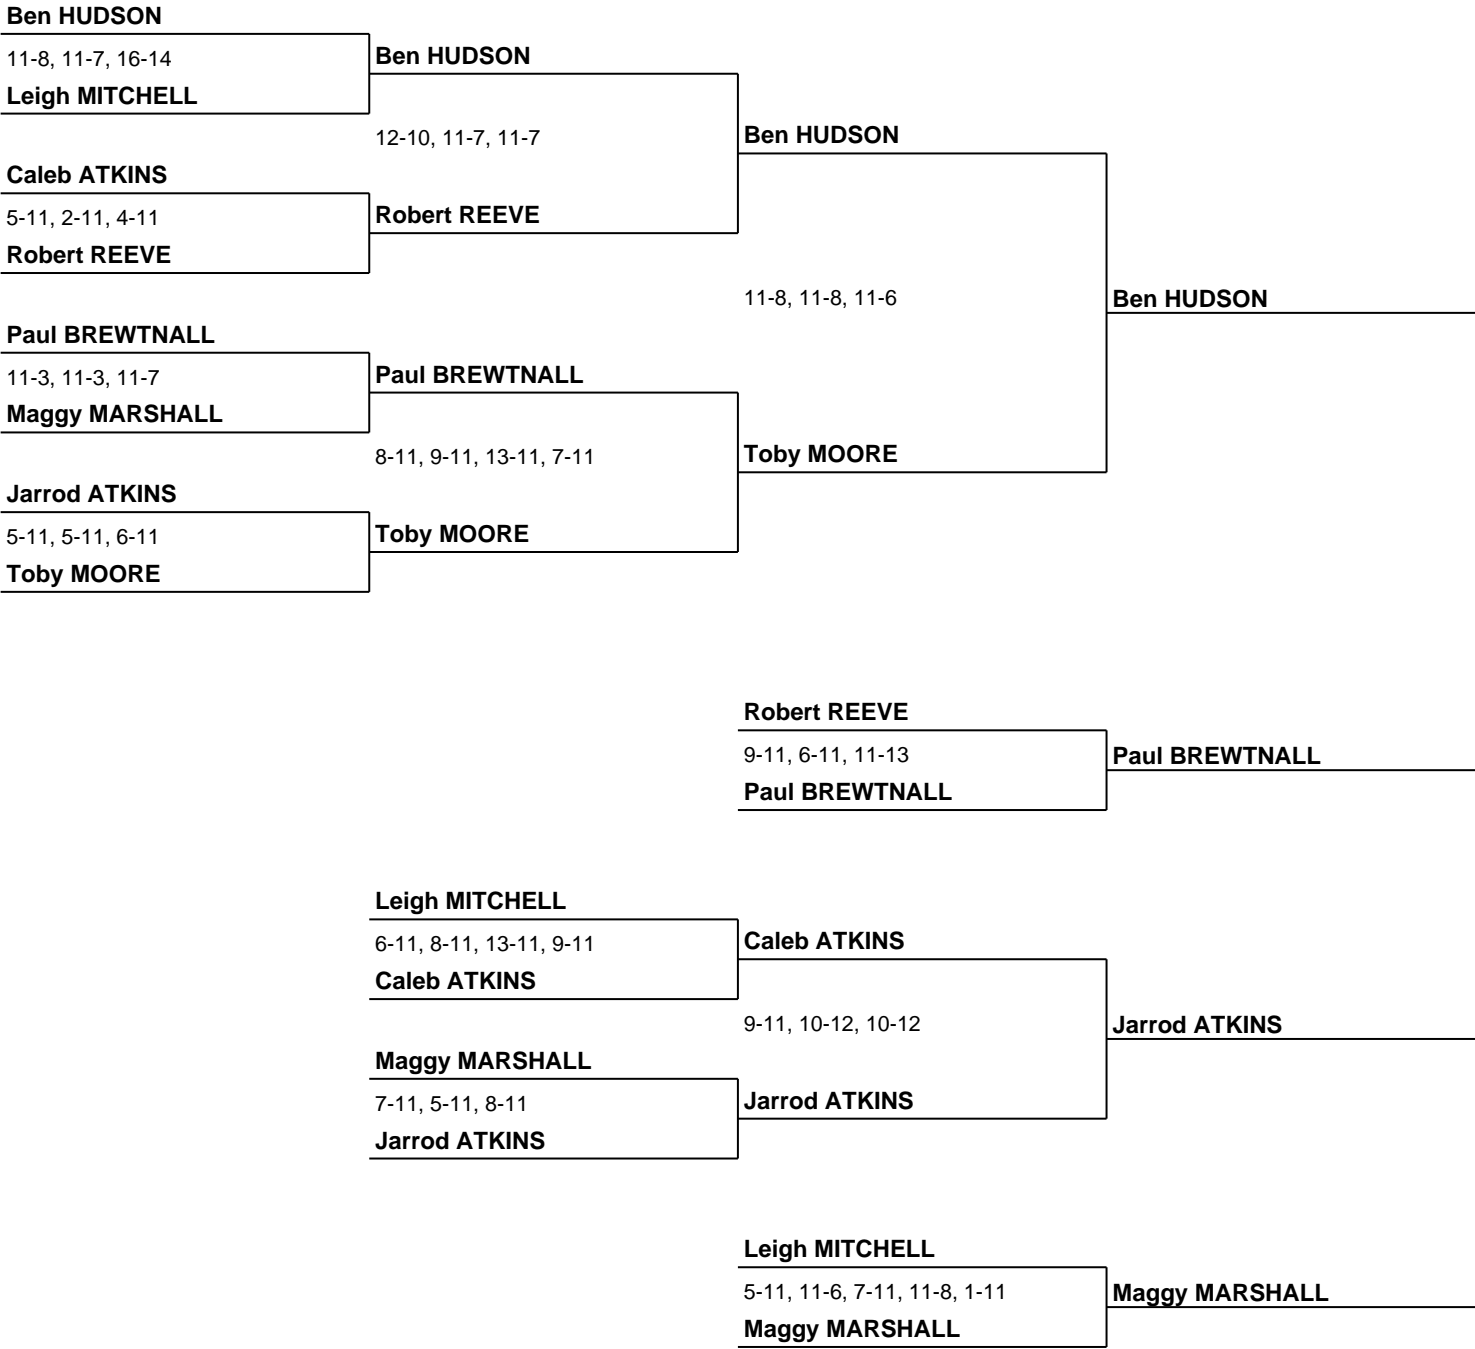 Ben HUDSON
11-8, 11-7, 16-14
Ben HUDSON
Leigh MITCHELL
12-10, 11-7, 11-7
Ben HUDSON
Caleb ATKINS
5-11, 2-11, 4-11
Robert REEVE
Robert REEVE
11-8, 11-8, 11-6
Ben HUDSON
Paul BREWTNALL
11-3, 11-3, 11-7
Paul BREWTNALL
Maggy MARSHALL
8-11, 9-11, 13-11, 7-11
Toby MOORE
Jarrod ATKINS
5-11, 5-11, 6-11
Toby MOORE
Toby MOORE
Robert REEVE
9-11, 6-11, 11-13
Paul BREWTNALL
Paul BREWTNALL
Leigh MITCHELL
6-11, 8-11, 13-11, 9-11
Caleb ATKINS
Caleb ATKINS
9-11, 10-12, 10-12
Jarrod ATKINS
Maggy MARSHALL
7-11, 5-11, 8-11
Jarrod ATKINS
Jarrod ATKINS
Leigh MITCHELL
5-11, 11-6, 7-11, 11-8, 1-11
Maggy MARSHALL
Maggy MARSHALL